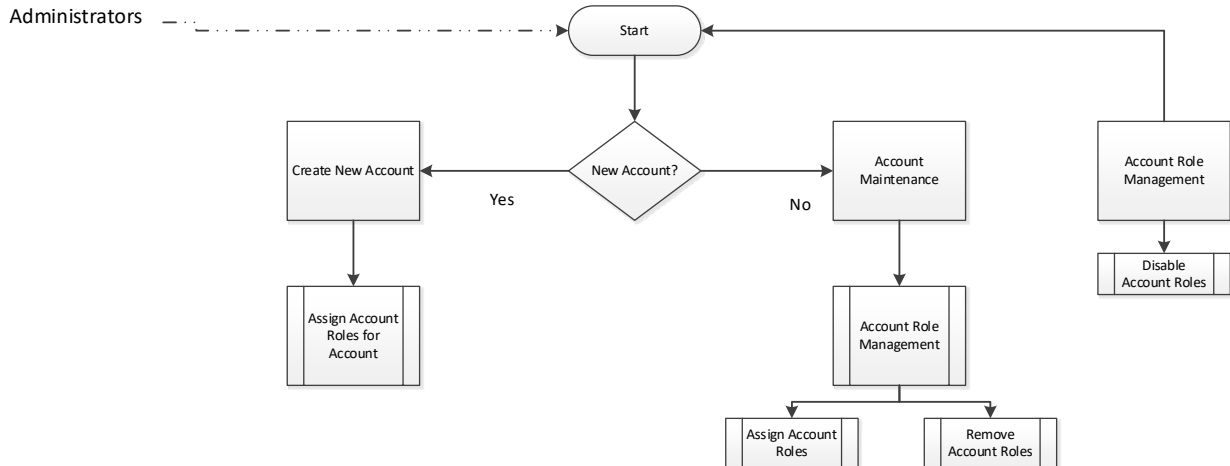 Administrators
Start
Create New Account
New Account?
Account
Maintenance
Account Role
Management
Yes
No
Disable
Account Roles
Assign Account
Roles for
Account
Account Role
Management
Assign Account
Roles
Remove
Account Roles